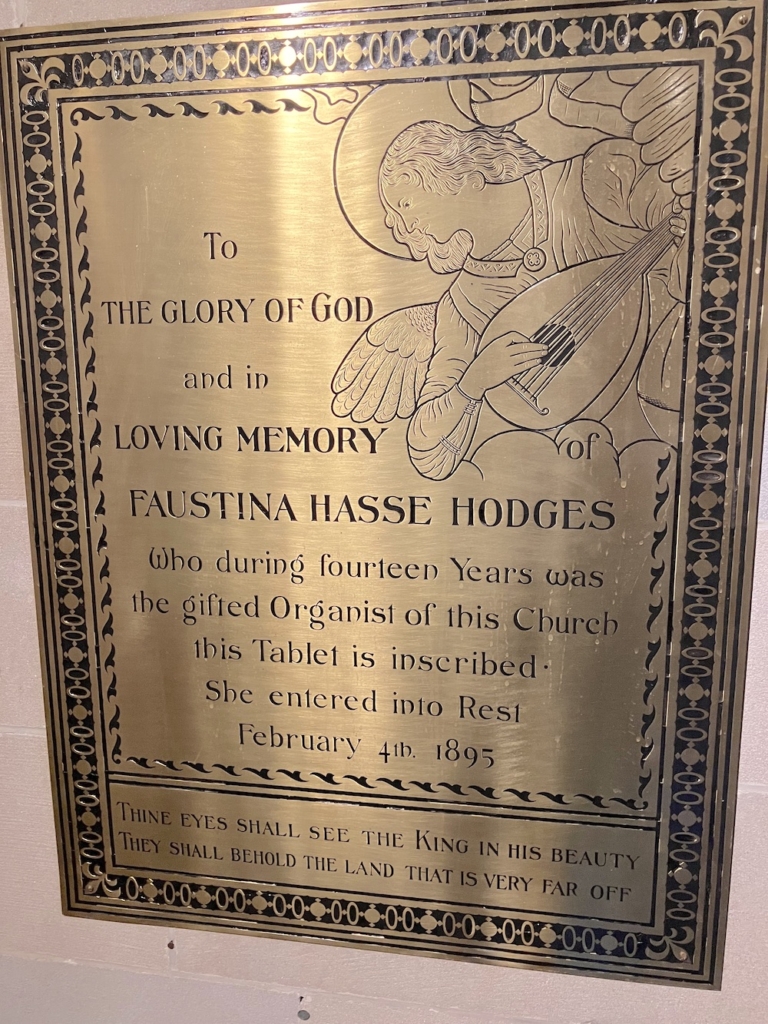 To
THE GLORY OF GOD
and in
LOVING MEMORY of
FAUSTINA HASSE HODGES
Who during fourteen Years was
the gifted Organist of this Church
this Tablet is inscribed·
She entered into Rest
February 4th. 1895
THINE EYES SHALL SEE THE KING IN HIS BEAUTY
THEY SHALL BEHOLD THE LAND THAT IS VERY FAR OFF